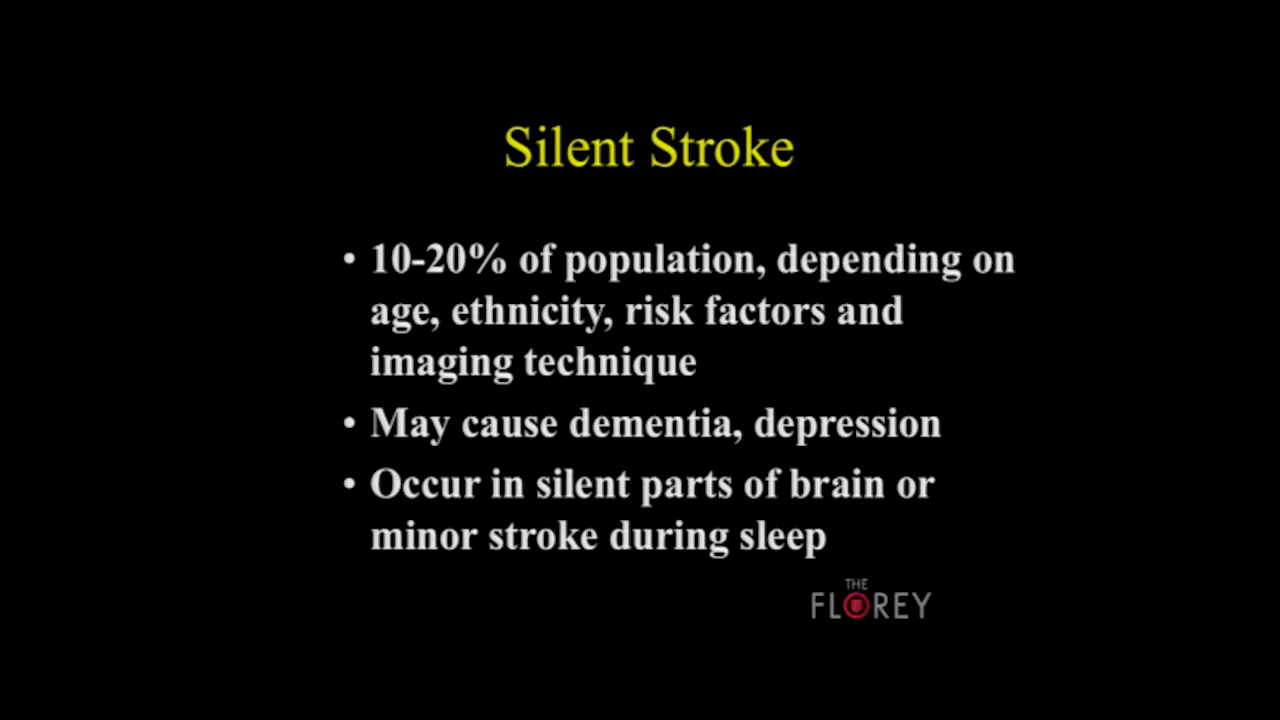 Silent Stroke
• 10-20% of population, depending on
age, ethnicity, risk factors and
imaging technique
• May cause dementia, depression
• Occur in silent parts of brain or
minor stroke during sleep
THE
FLOREY